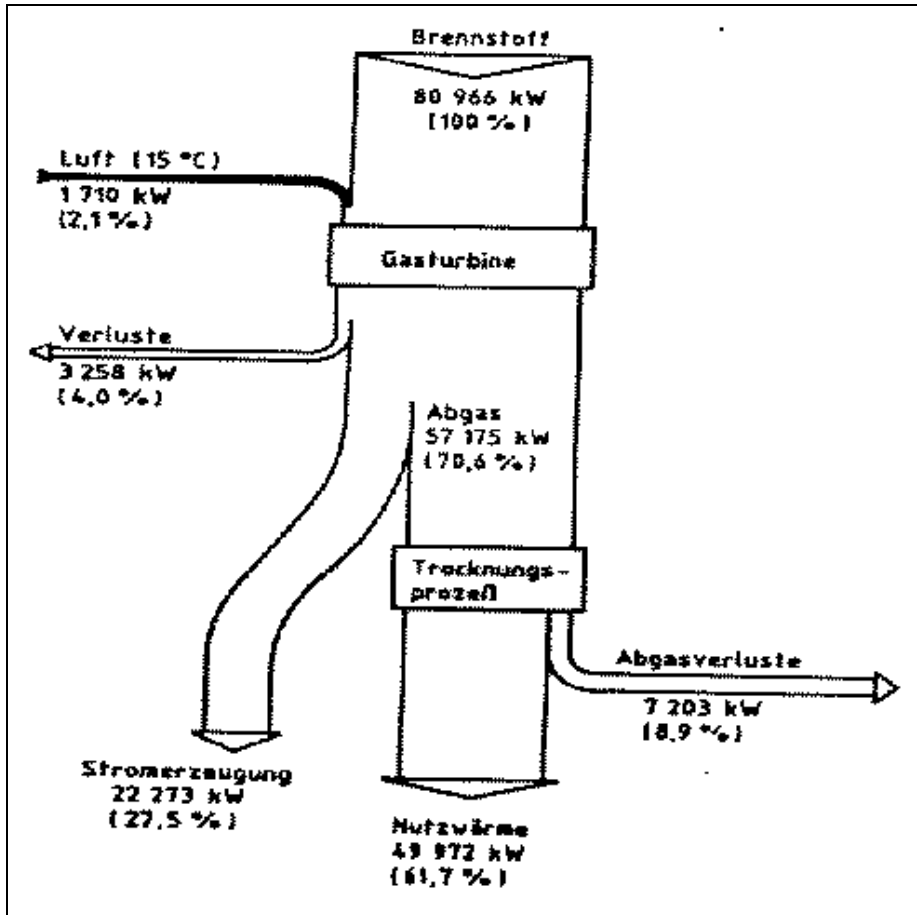 Brennstoff
80 966 kW
(100 %)
Luft (15 °C)
1 710 kW
(2,1 %)
Gasturbine
Verluste
3 258 kW
(4,0 %)
Abgas
57 175 kW
(70,6 %)
Trocknungs-
prozeß
Abgasverluste
7 203 kW
(8,9 %)
Stromerzeugung
22 273 kW
(27,5 %)
Nutzwärme
49 972 kW
(61,7 %)